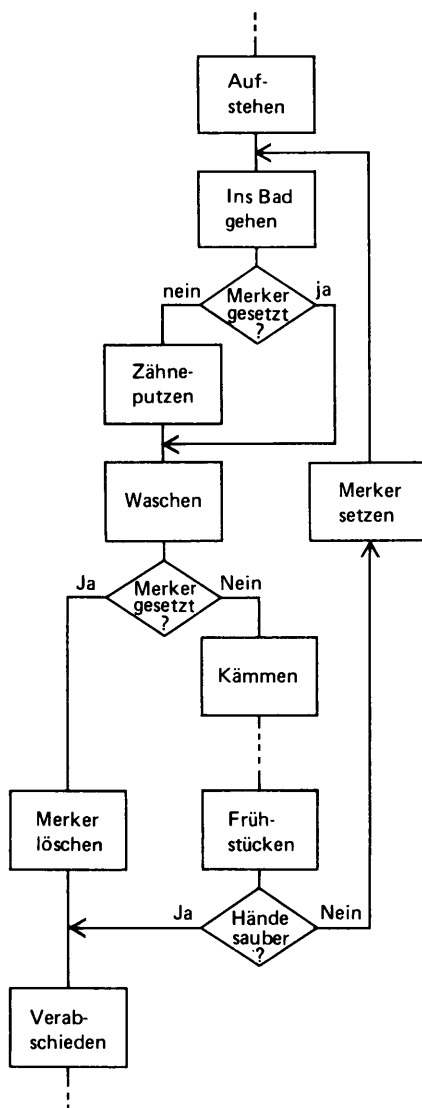 Auf-
stehen
Ins Bad
gehen
nein
Merker
gesetzt
?
ja
Zähne-
putzen
Waschen
Merker
setzen
Ja
Merker
gesetzt
?
Nein
Kämmen
Merker
löschen
Früh-
stücken
Ja
Hände
sauber
?
Nein
Verab-
schieden